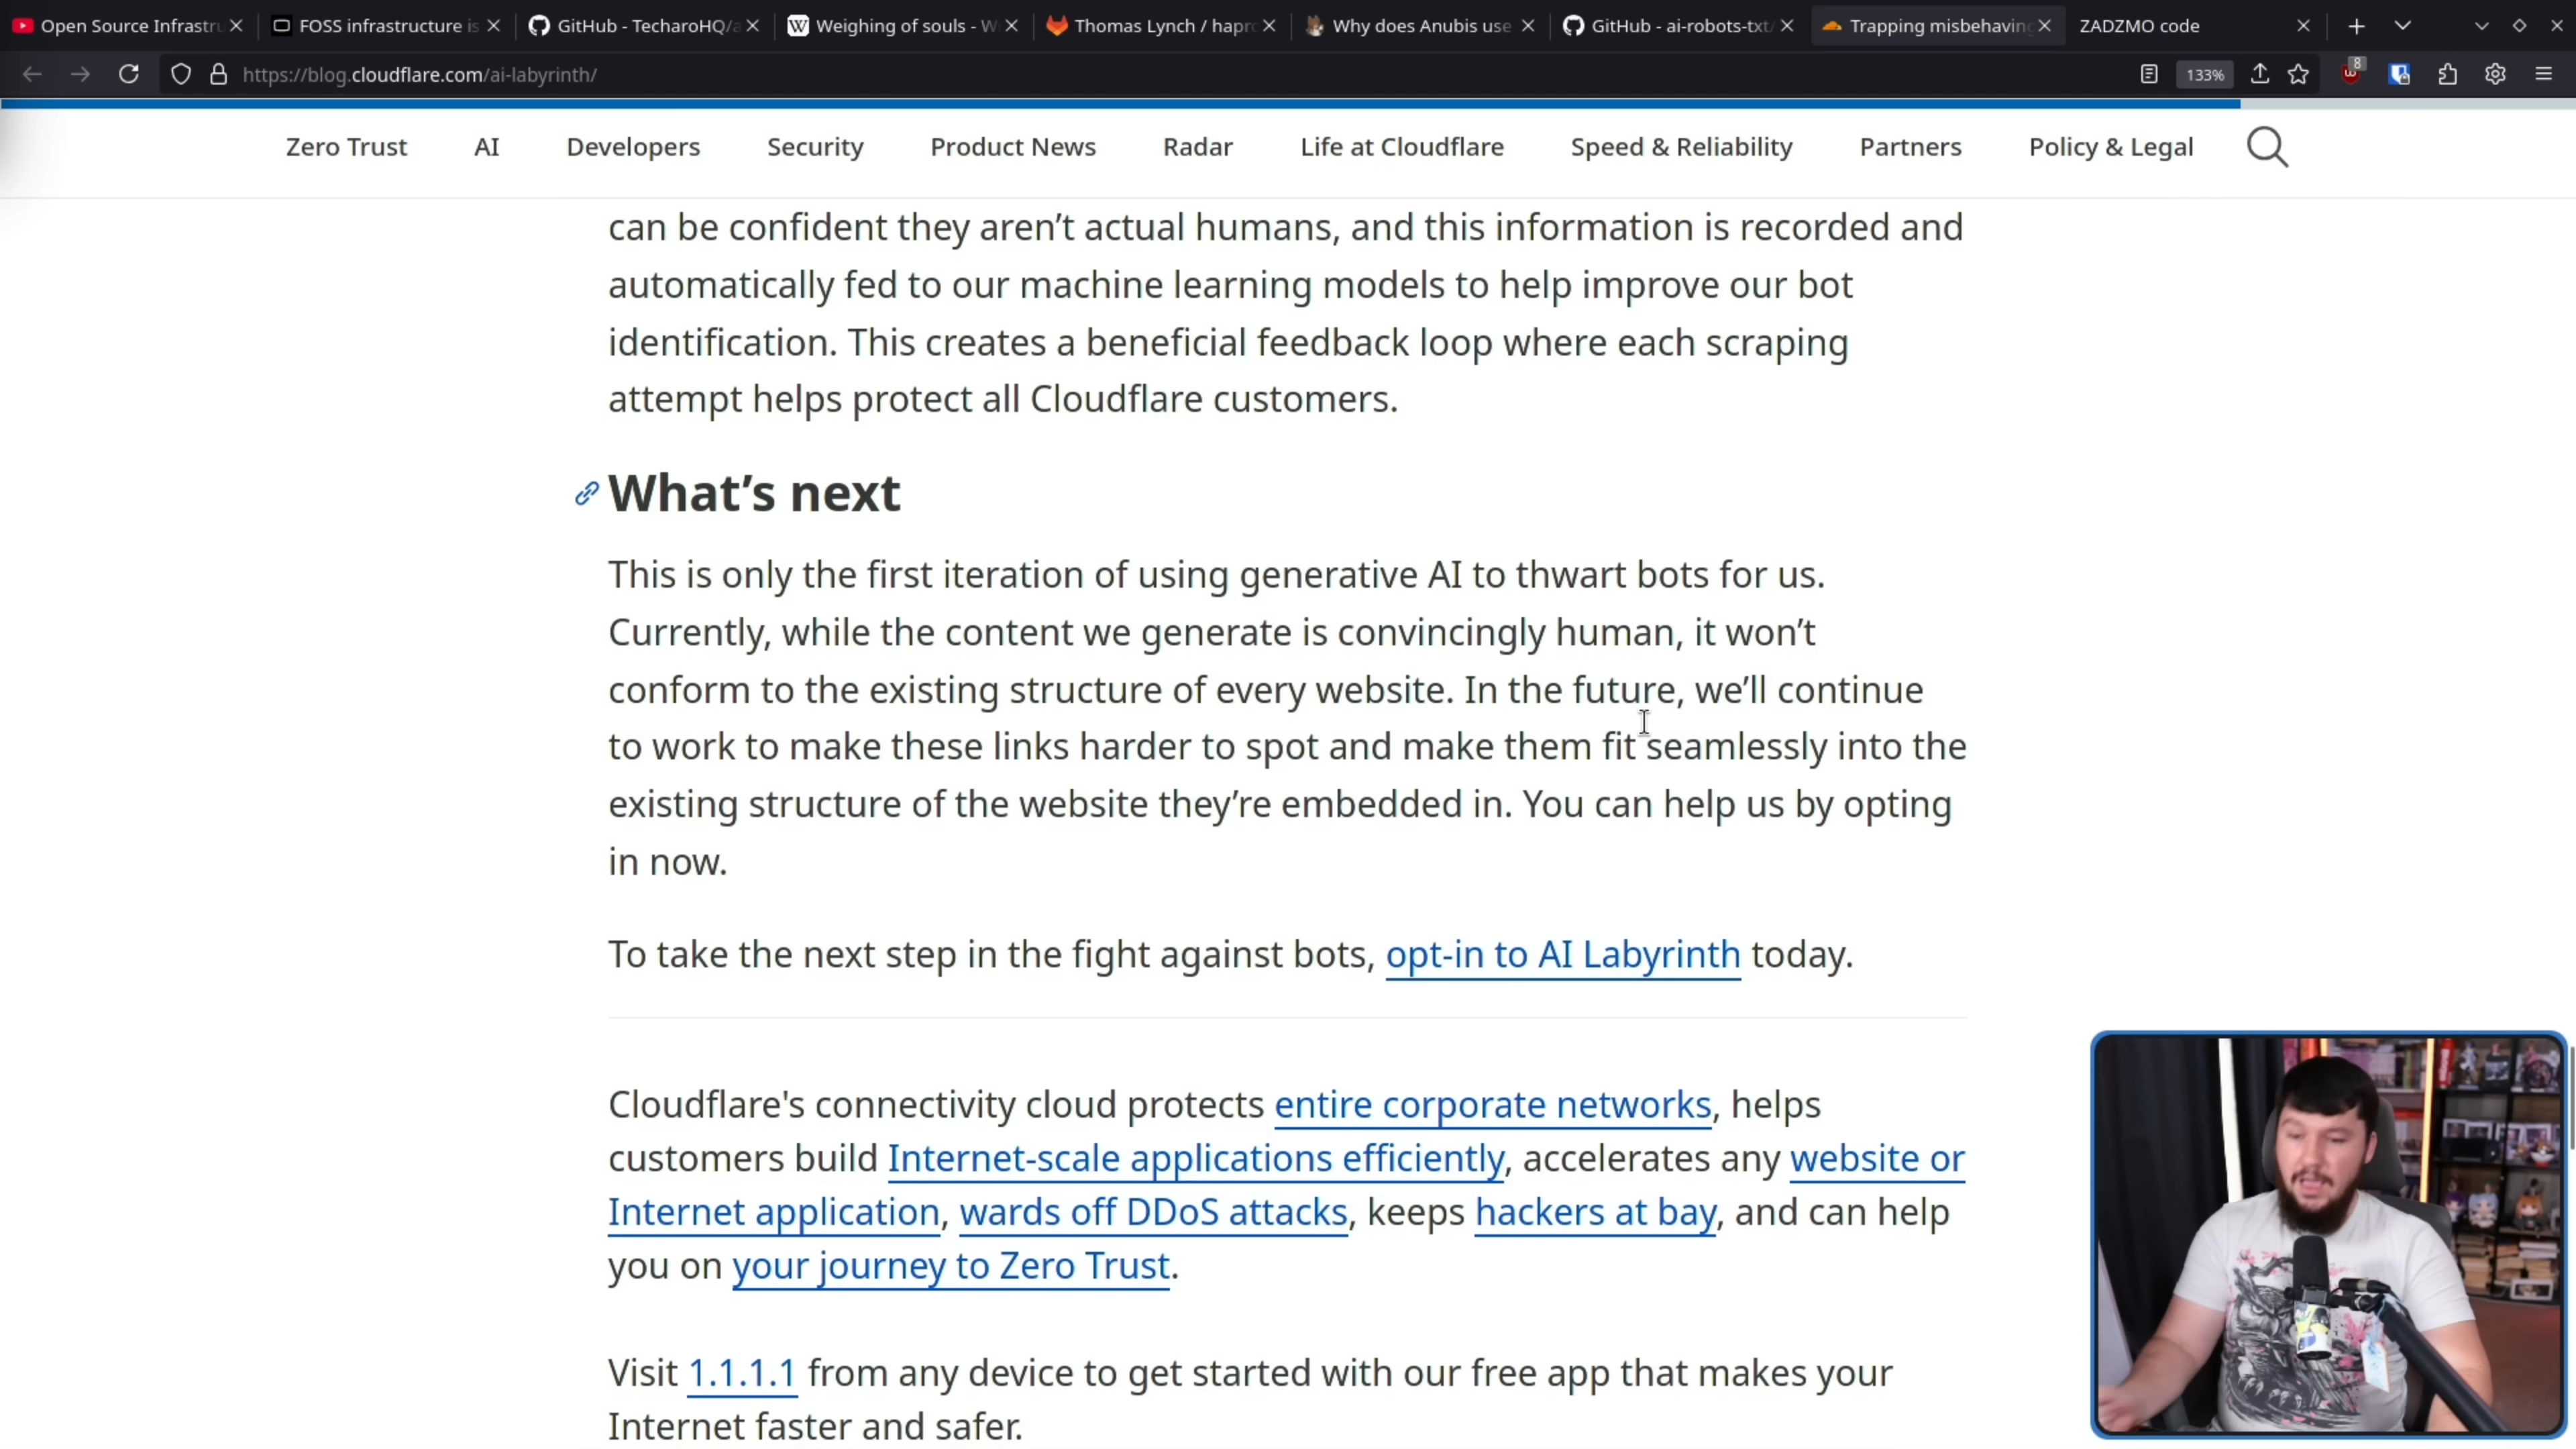 Open Source Infrastru
FOSS infrastructure is
GitHub - TecharoHQ/a
Weighing of souls - W
Thomas Lynch / hapro
Why does Anubis use
GitHub - ai-robots-txt/
Trapping misbehaving
ZADZMO code
https://blog.cloudflare.com/ai-labyrinth/
133%
8
Zero Trust
AI
Developers
Security
Product News
Radar
Life at Cloudflare
Speed & Reliability
Partners
Policy & Legal
can be confident they aren’t actual humans, and this information is recorded and
automatically fed to our machine learning models to help improve our bot
identification. This creates a beneficial feedback loop where each scraping
attempt helps protect all Cloudflare customers.
What’s next
This is only the first iteration of using generative AI to thwart bots for us.
Currently, while the content we generate is convincingly human, it won’t
conform to the existing structure of every website. In the future, we’ll continue
to work to make these links harder to spot and make them fit seamlessly into the
existing structure of the website they’re embedded in. You can help us by opting
in now.
To take the next step in the fight against bots, opt-in to AI Labyrinth today.
Cloudflare's connectivity cloud protects entire corporate networks, helps
customers build Internet-scale applications efficiently, accelerates any website or
Internet application, wards off DDoS attacks, keeps hackers at bay, and can help
you on your journey to Zero Trust.
Visit 1.1.1.1 from any device to get started with our free app that makes your
Internet faster and safer.